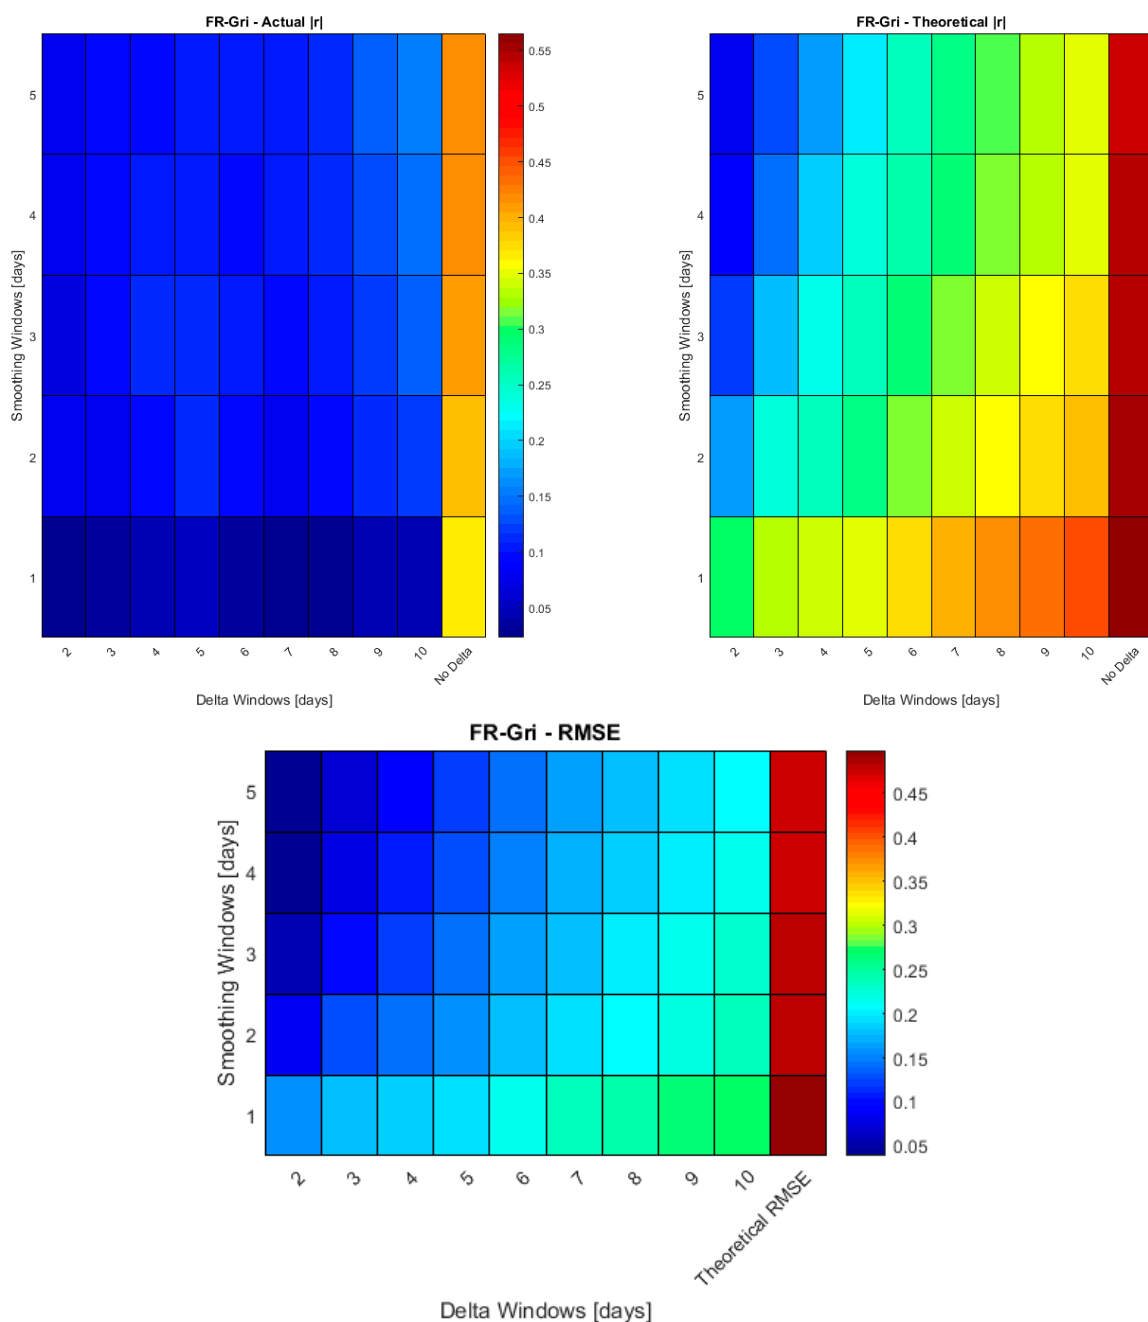 FR-Gri - Actual |r|
Smoothing Windows [days]
5
4
3
2
1
2 3 4 5 6 7 8 9 10 No Delta
Delta Windows [days]
0.55
0.5
0.45
0.4
0.35
0.3
0.25
0.2
0.15
0.1
0.05
FR-Gri - Theoretical |r|
Smoothing Windows [days]
5
4
3
2
1
2 3 4 5 6 7 8 9 10 No Delta
Delta Windows [days]
FR-Gri - RMSE
Smoothing Windows [days]
5
4
3
2
1
2 3 4 5 6 7 8 9 10 Theoretical RMSE
Delta Windows [days]
0.45
0.4
0.35
0.3
0.25
0.2
0.15
0.1
0.05